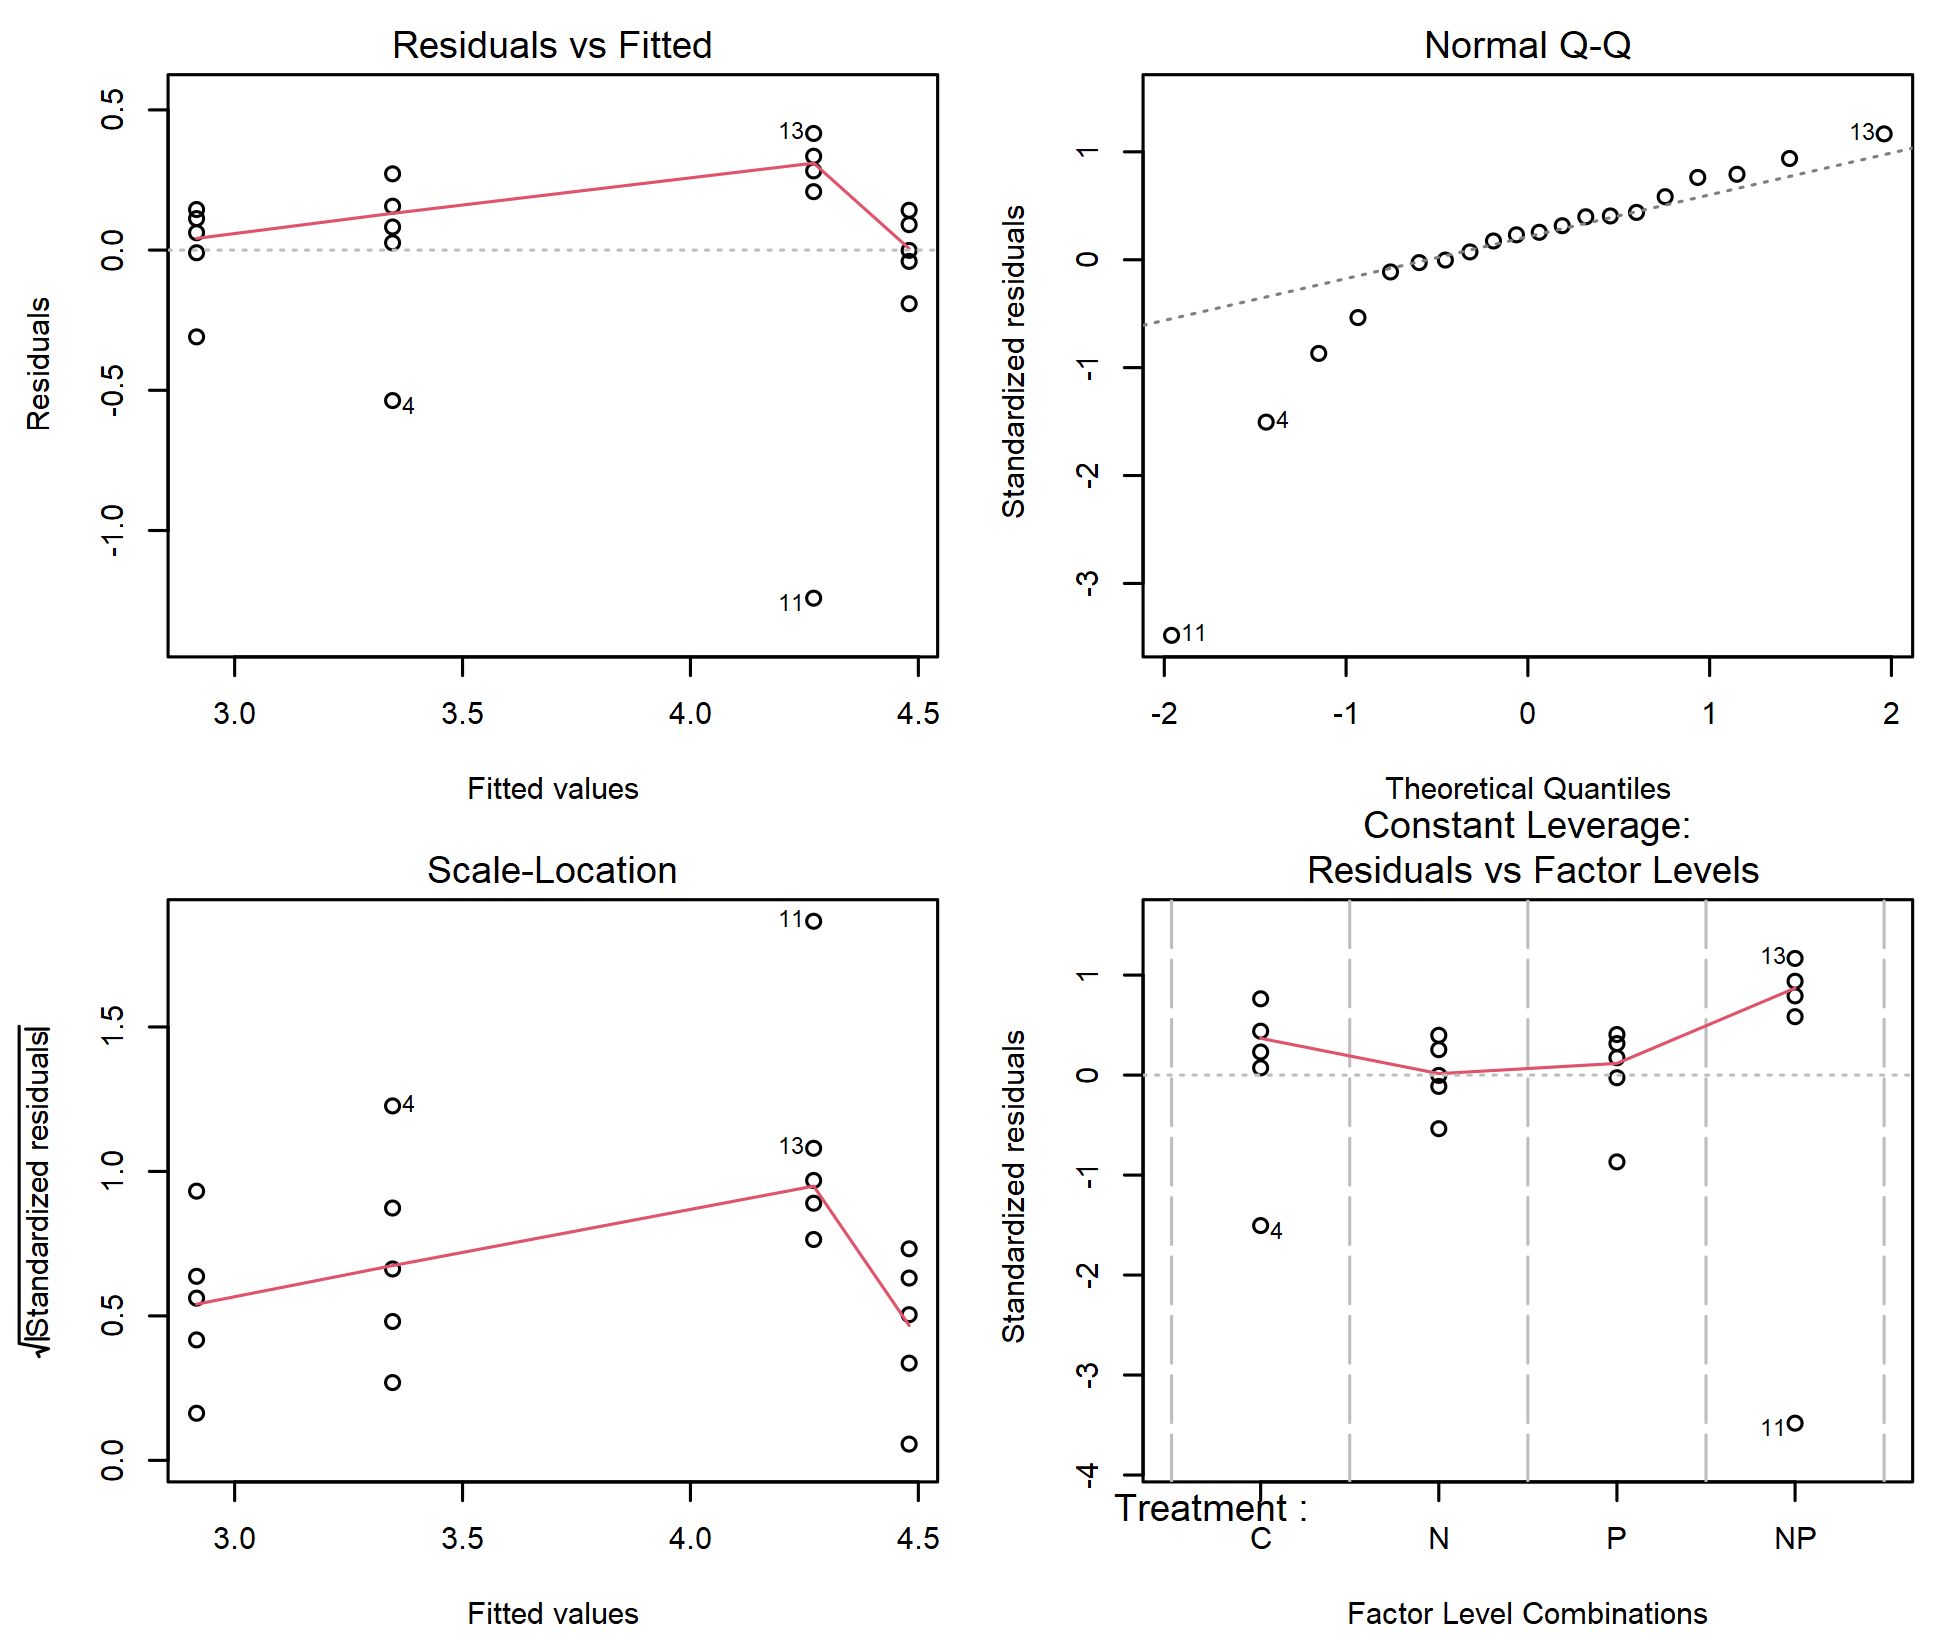 Residuals vs Fitted
Residuals
0.5
0.0
-0.5
-1.0
13
4
11
3.0 3.5 4.0 4.5
Fitted values
Normal Q-Q
Standardized residuals
1
0
-1
-2
-3
13
4
11
-2 -1 0 1 2
Theoretical Quantiles
Scale-Location
√|Standardized residuals|
1.5
1.0
0.5
0.0
11
4
13
3.0 3.5 4.0 4.5
Fitted values
Constant Leverage:
Residuals vs Factor Levels
Standardized residuals
1
0
-1
-2
-3
-4
13
4
11
Treatment :
C N P NP
Factor Level Combinations